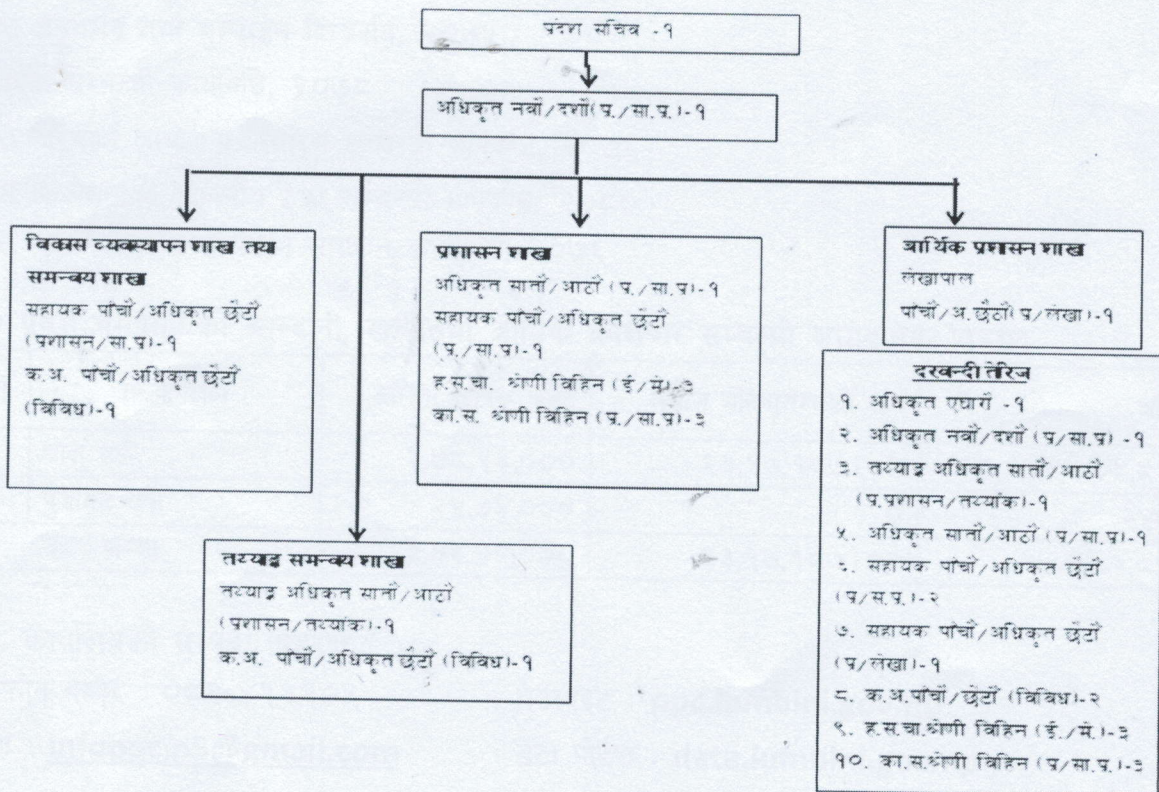 प्रदेश सचिव -१
अधिकृत नवौं/दशौं(प्र./सा.प्र.)-१
विकास व्यवस्थापन शाखा तथा
समन्वय शाखा
सहायक पाँचौं/अधिकृत छैटौं
(प्रशासन/सा.प्र)-१
क.अ. पाँचौं/अधिकृत छैटौं
(विविध)-१
प्रशासन शाखा
अधिकृत सातौं/आठौं (प्र./सा.प्र)-१
सहायक पाँचौं/अधिकृत छैटौं
(प्र./सा.प्र)-१
ह.स.चा. श्रेणी विहिन (ई/मे)-३
का.स. श्रेणी विहिन (प्र./सा.प्र)-३
आर्थिक प्रशासन शाखा
लेखापाल
पाँचौं/अ.छैठौं(प्र/लेखा)-१
तथ्याङ्क समन्वय शाखा
तथ्याङ्क अधिकृत सातौं/आठौं
(प्रशासन/तथ्यांक)-१
क.अ. पाँचौं/अधिकृत छैटौं (विविध)-१
दरवन्दी तेरिज
१. अधिकृत एघारौं -१
२. अधिकृत नवौं/दशौं (प्र/सा.प्र) -१
३. तथ्याङ्क अधिकृत सातौं/आठौं
(प्र.प्रशासन/तथ्यांक)-१
५. अधिकृत सातौं/आठौं (प्र/सा.प्र)-१
६. सहायक पाँचौं/अधिकृत छैटौं
(प्र/स.प्र.)-२
७. सहायक पाँचौं/अधिकृत छैटौं
(प्र/लेखा)-१
८. क.अ.पाँचौं/छैटौं (विविध)-२
९. ह.स.चा.श्रेणी विहिन (ई./मे.)-३
१०. का.स.श्रेणी विहिन (प्र/सा.प्र.)-३